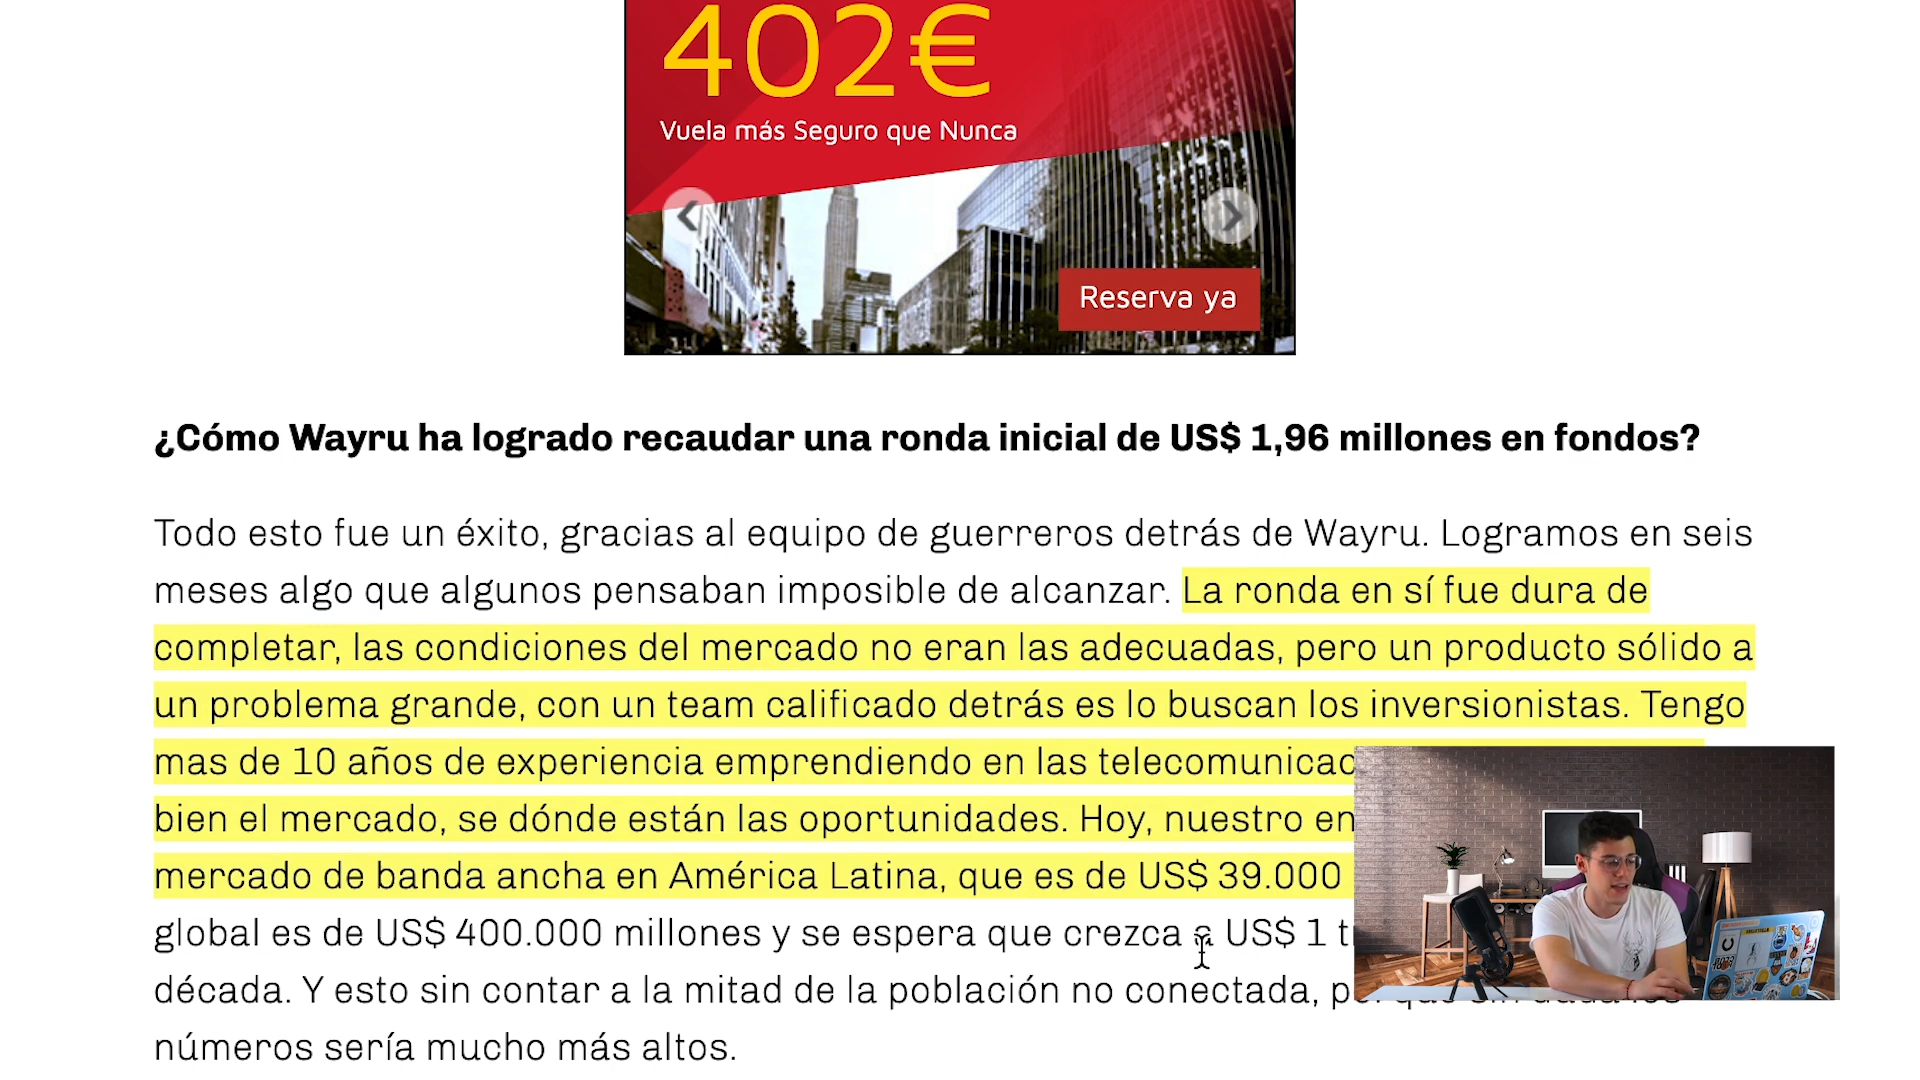 402€
Vuela más Seguro que Nunca
Reserva ya
¿Cómo Wayru ha logrado recaudar una ronda inicial de US$ 1,96 millones en fondos?
Todo esto fue un éxito, gracias al equipo de guerreros detrás de Wayru. Logramos en seis
meses algo que algunos pensaban imposible de alcanzar. La ronda en sí fue dura de
completar, las condiciones del mercado no eran las adecuadas, pero un producto sólido a
un problema grande, con un team calificado detrás es lo buscan los inversionistas. Tengo
mas de 10 años de experiencia emprendiendo en las
bien el mercado, se dónde están las oportunidades. Hoy, nuestro
mercado de banda ancha en América Latina, que es de US$ 39.000
global es de US$ 400.000 millones y se espera que crezca a US$ 1
década. Y esto sin contar a la mitad de la población no conectada,
números sería mucho más altos.